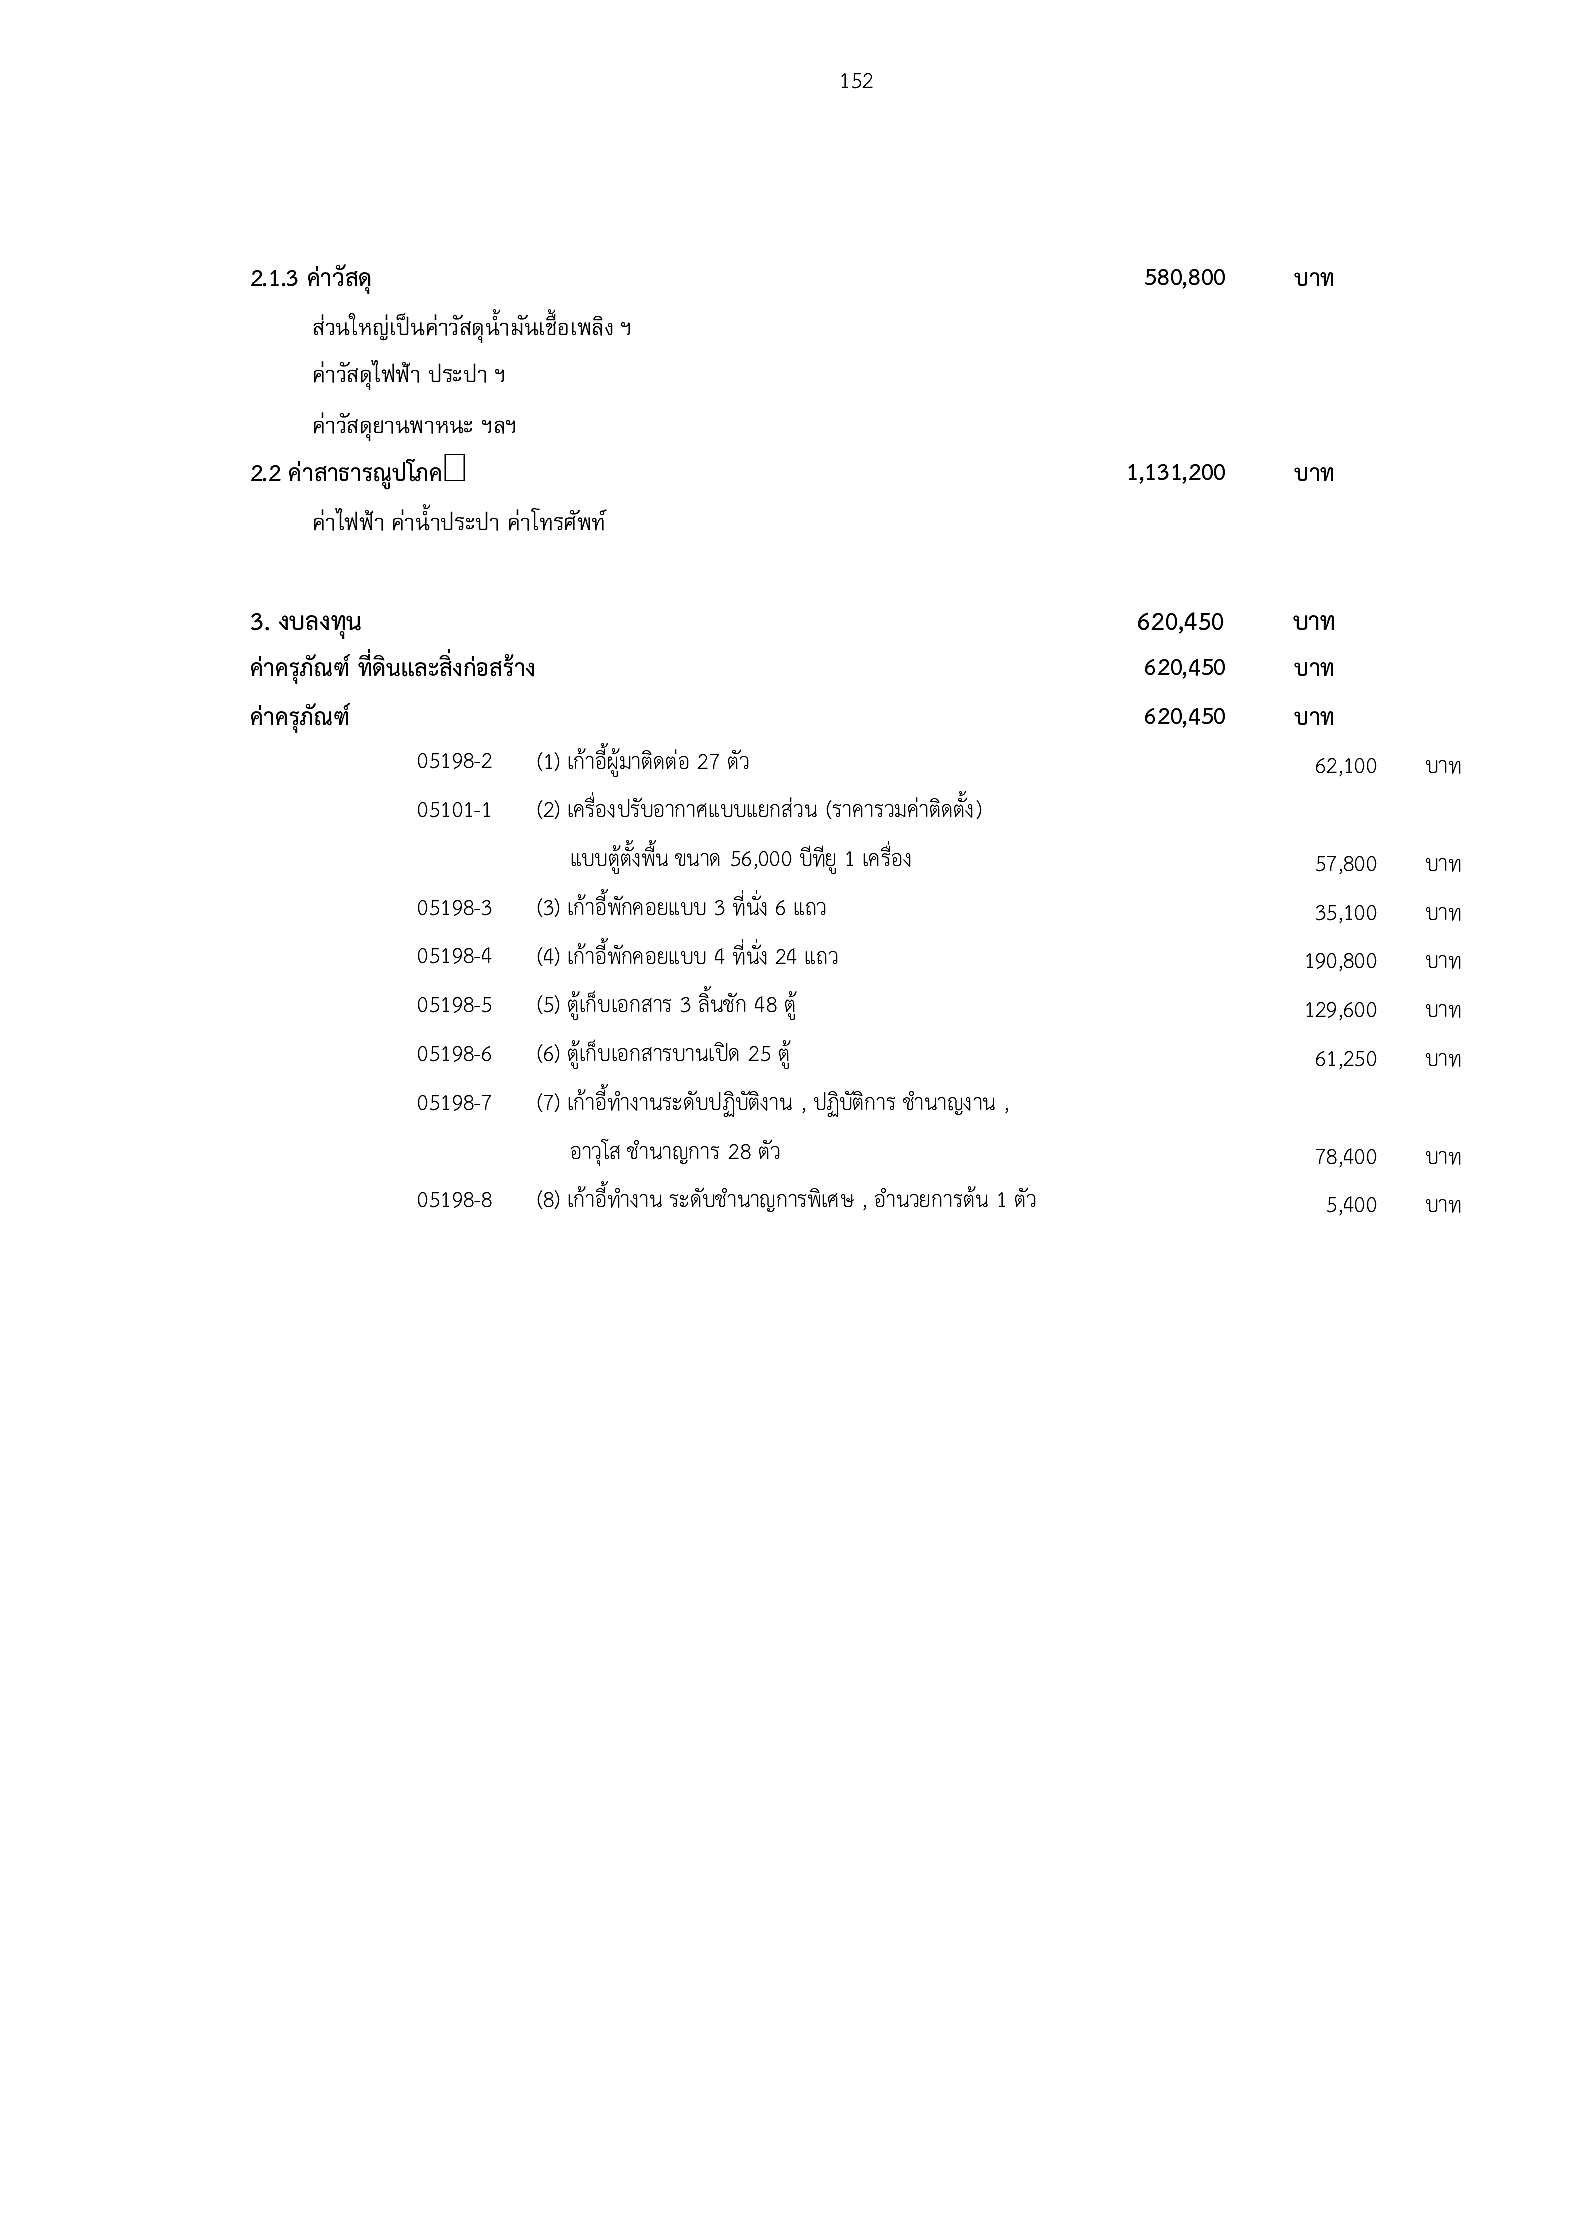 152
2.1.3 ค่าวัสดุ 580,800 บาท
ส่วนใหญ่เป็นค่าวัสดุน้ำมันเชื้อเพลิง ฯ
ค่าวัสดุไฟฟ้า ประปา ฯ
ค่าวัสดุยานพาหนะ ฯลฯ
2.2 ค่าสาธารณูปโภค 1,131,200 บาท
ค่าไฟฟ้า ค่าน้ำประปา ค่าโทรศัพท์
3. งบลงทุน 620,450 บาท
ค่าครุภัณฑ์ ที่ดินและสิ่งก่อสร้าง 620,450 บาท
ค่าครุภัณฑ์ 620,450 บาท
05198-2 (1) เก้าอี้ผู้มาติดต่อ 27 ตัว 62,100 บาท
05101-1 (2) เครื่องปรับอากาศแบบแยกส่วน (ราคารวมค่าติดตั้ง)
แบบตู้ตั้งพื้น ขนาด 56,000 บีทียู 1 เครื่อง 57,800 บาท
05198-3 (3) เก้าอี้พักคอยแบบ 3 ที่นั่ง 6 แถว 35,100 บาท
05198-4 (4) เก้าอี้พักคอยแบบ 4 ที่นั่ง 24 แถว 190,800 บาท
05198-5 (5) ตู้เก็บเอกสาร 3 ลิ้นชัก 48 ตู้ 129,600 บาท
05198-6 (6) ตู้เก็บเอกสารบานเปิด 25 ตู้ 61,250 บาท
05198-7 (7) เก้าอี้ทำงานระดับปฏิบัติงาน , ปฏิบัติการ ชำนาญงาน ,
อาวุโส ชำนาญการ 28 ตัว 78,400 บาท
05198-8 (8) เก้าอี้ทำงาน ระดับชำนาญการพิเศษ , อำนวยการต้น 1 ตัว 5,400 บาท